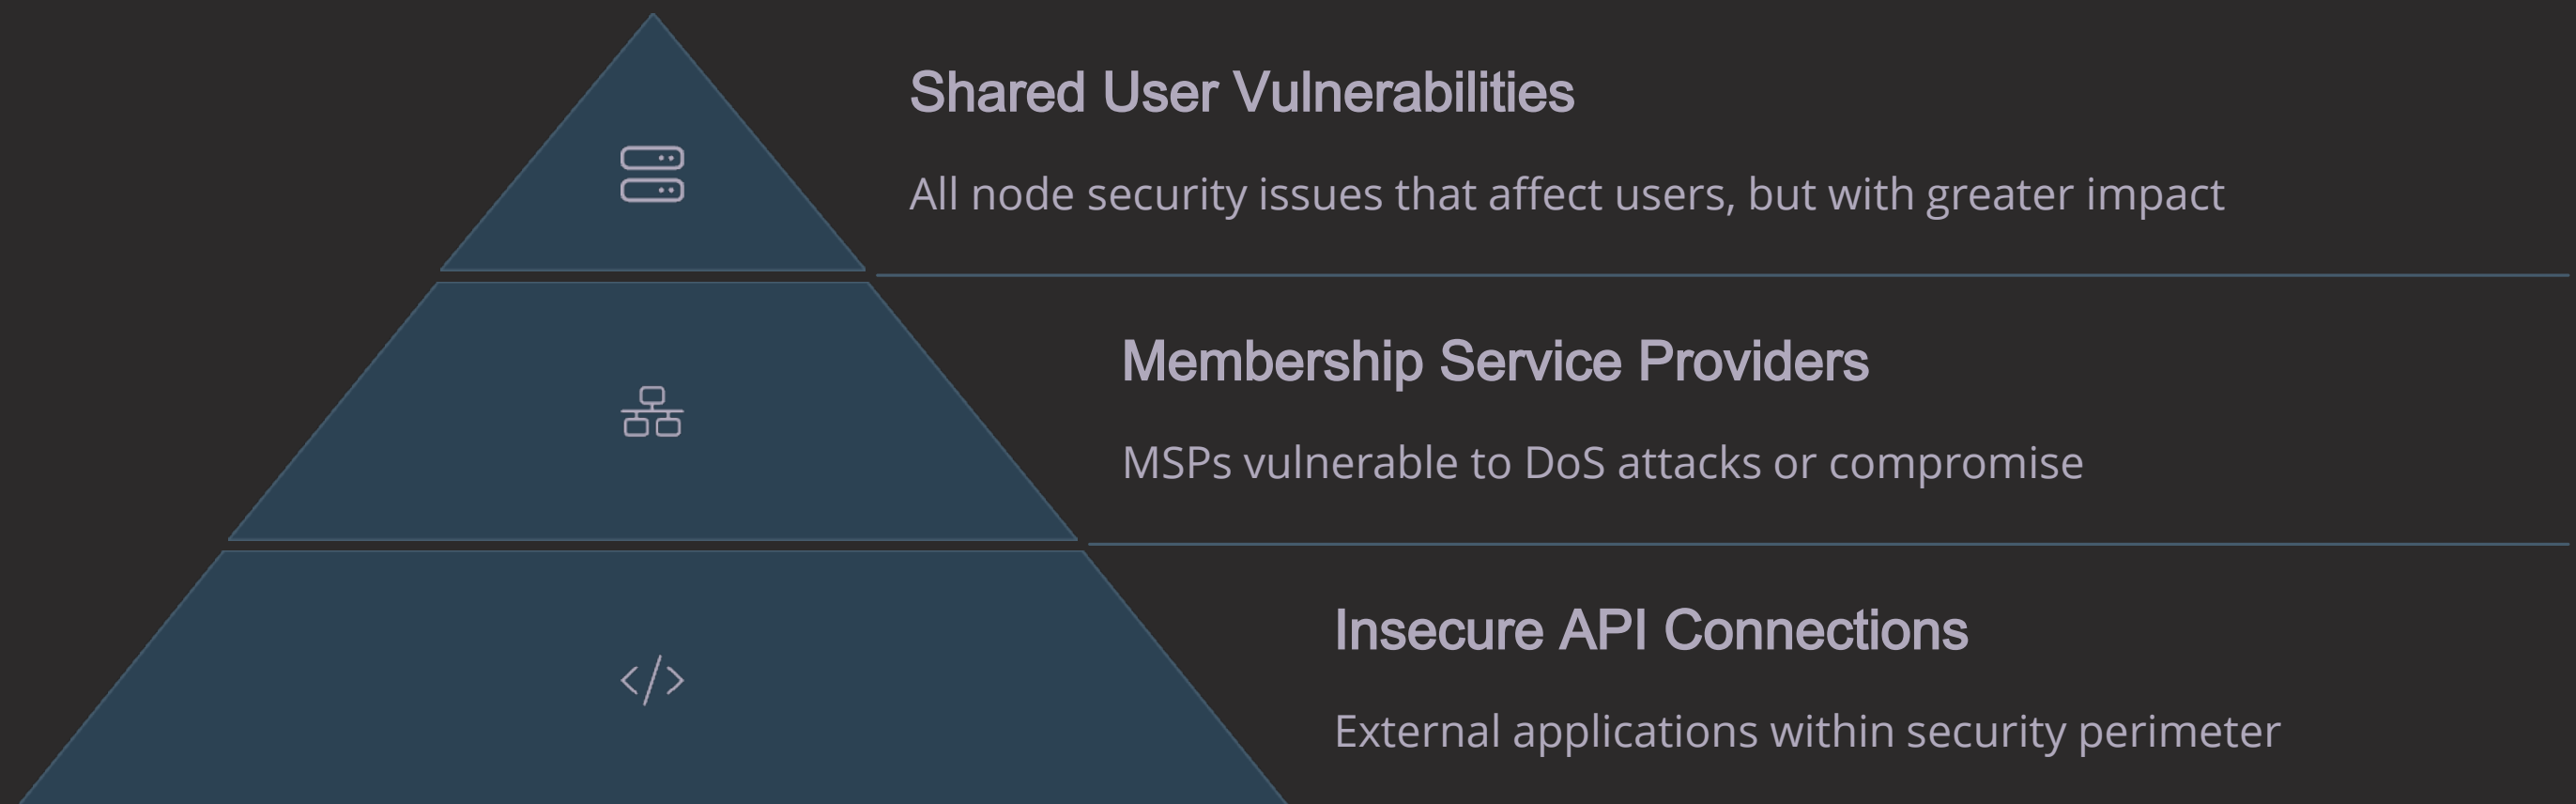 Shared User Vulnerabilities
All node security issues that affect users, but with greater impact
Membership Service Providers
MSPs vulnerable to DoS attacks or compromise
Insecure API Connections
External applications within security perimeter